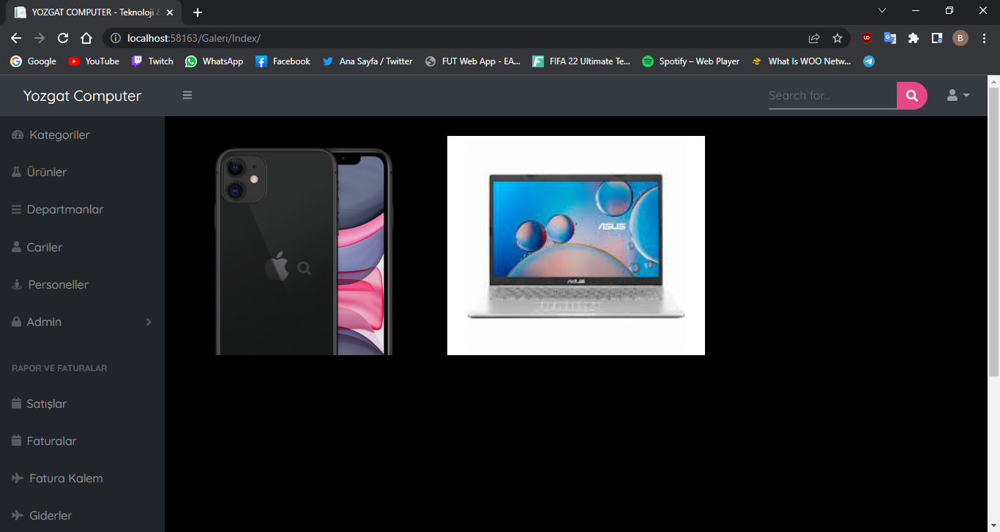 YOZGAT COMPUTER - Teknoloji &
localhost:58163/Galeri/Index/
B
Google YouTube Twitch WhatsApp Facebook Ana Sayfa / Twitter FUT Web App - EA... FIFA 22 Ultimate Te... Spotify – Web Player What Is WOO Netw...
Yozgat Computer
Search for...
Kategoriler
Ürünler
Departmanlar
Cariler
Personeller
Admin
RAPOR VE FATURALAR
Satışlar
Faturalar
Fatura Kalem
Giderler
ASUS
ASUS